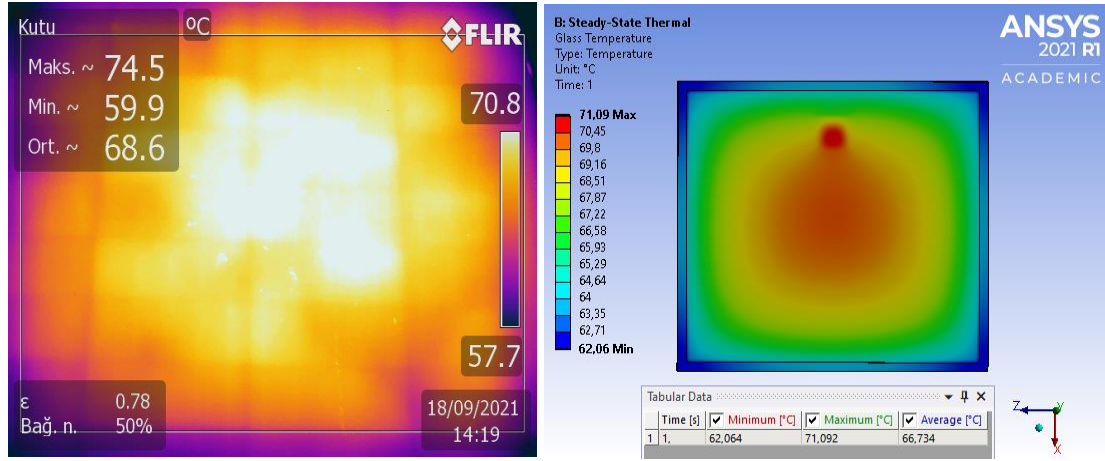 Kutu
°C
FLIR
Maks. ~ 74.5
Min. ~ 59.9
Ort. ~ 68.6
70.8
57.7
ε 0.78
Bağ. n. 50%
18/09/2021
14:19
B: Steady-State Thermal
Glass Temperature
Type: Temperature
Unit: °C
Time: 1
71,09 Max
70,45
69,8
69,16
68,51
67,87
67,22
66,58
65,93
65,29
64,64
64
63,35
62,71
62,06 Min
ANSYS
2021 R1
ACADEMIC
Tabular Data
Time [s] Minimum [°C] Maximum [°C] Average [°C]
1 1, 62,064 71,092 66,734
Z
Y
X